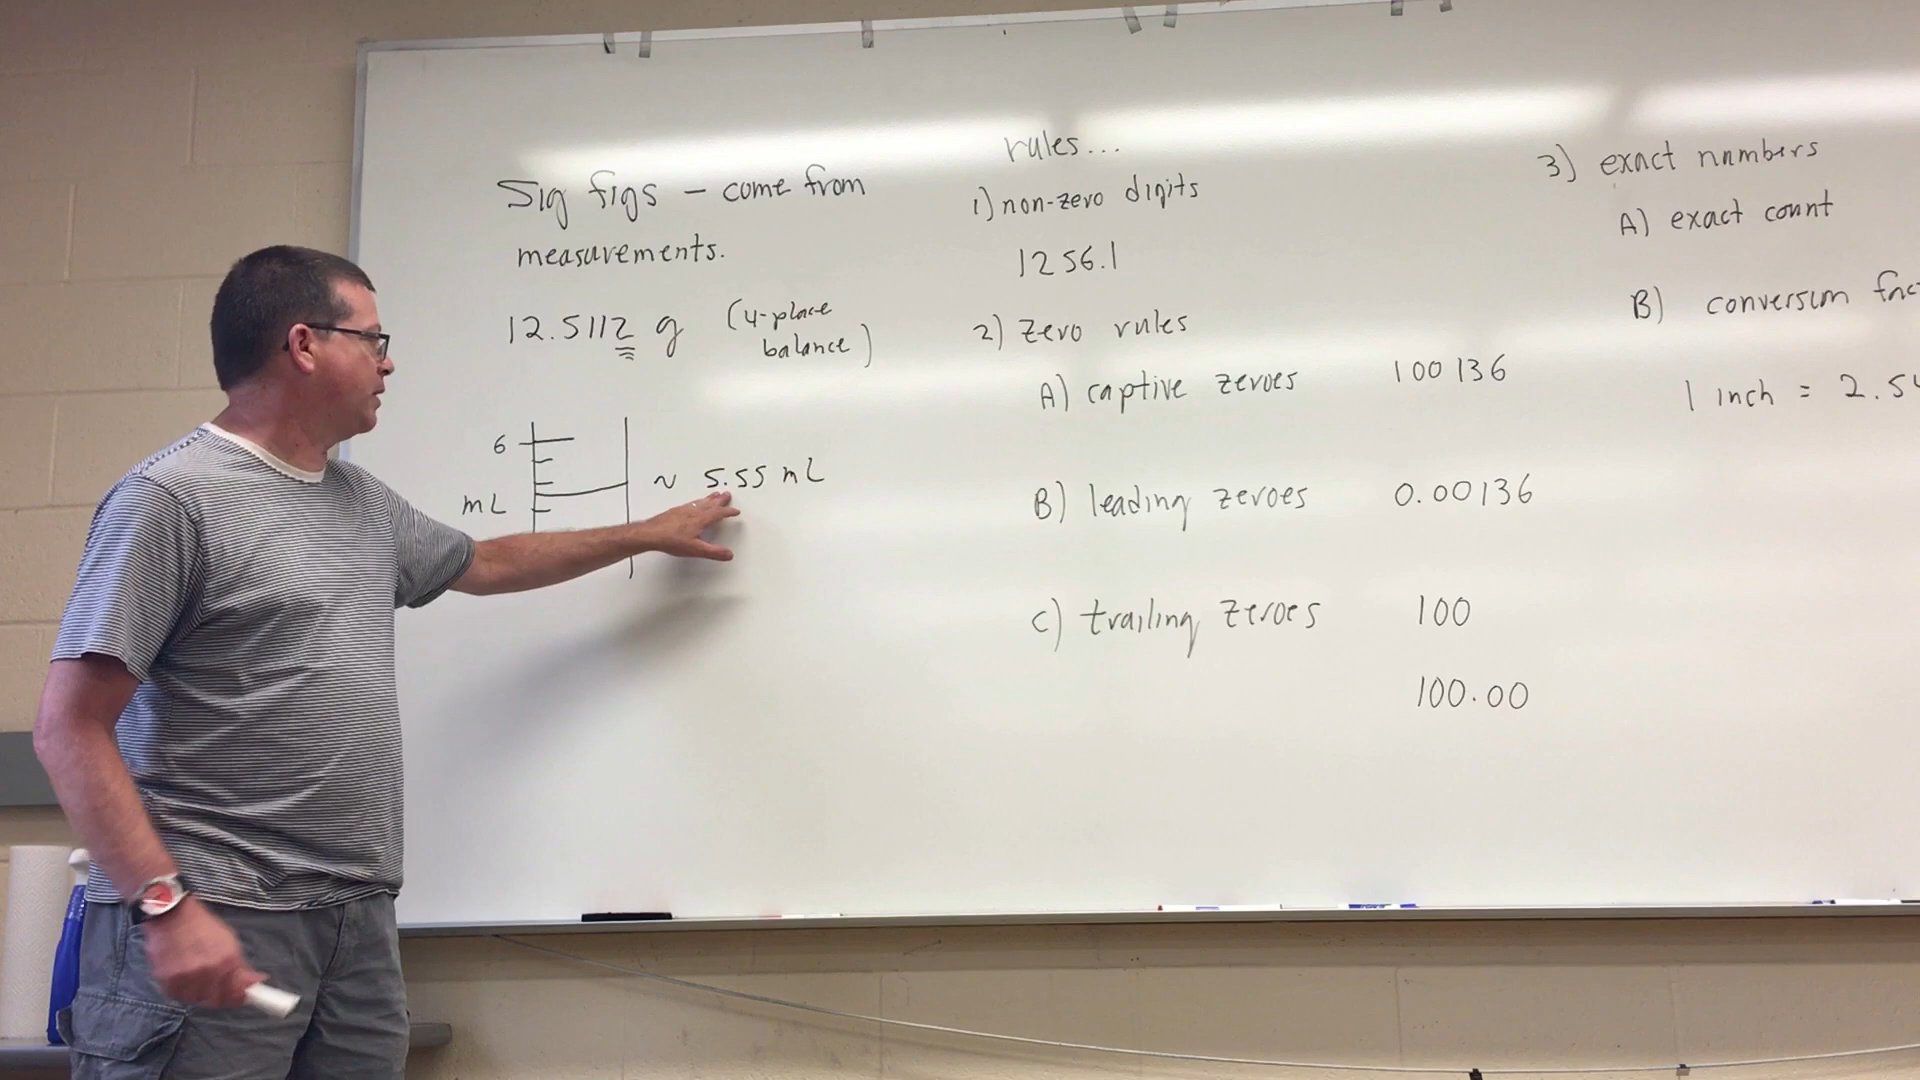 Sig figs – come from
measurements.
12.5112 g (4-place
balance)
6
mL
~ 5.55 mL
rules...
1) non-zero digits
1256.1
2) zero rules
A) captive zeroes 100136
B) leading zeroes 0.00136
C) trailing zeroes 100
100.00
3) exact numbers
A) exact count
B) conversion
1 inch = 2.54